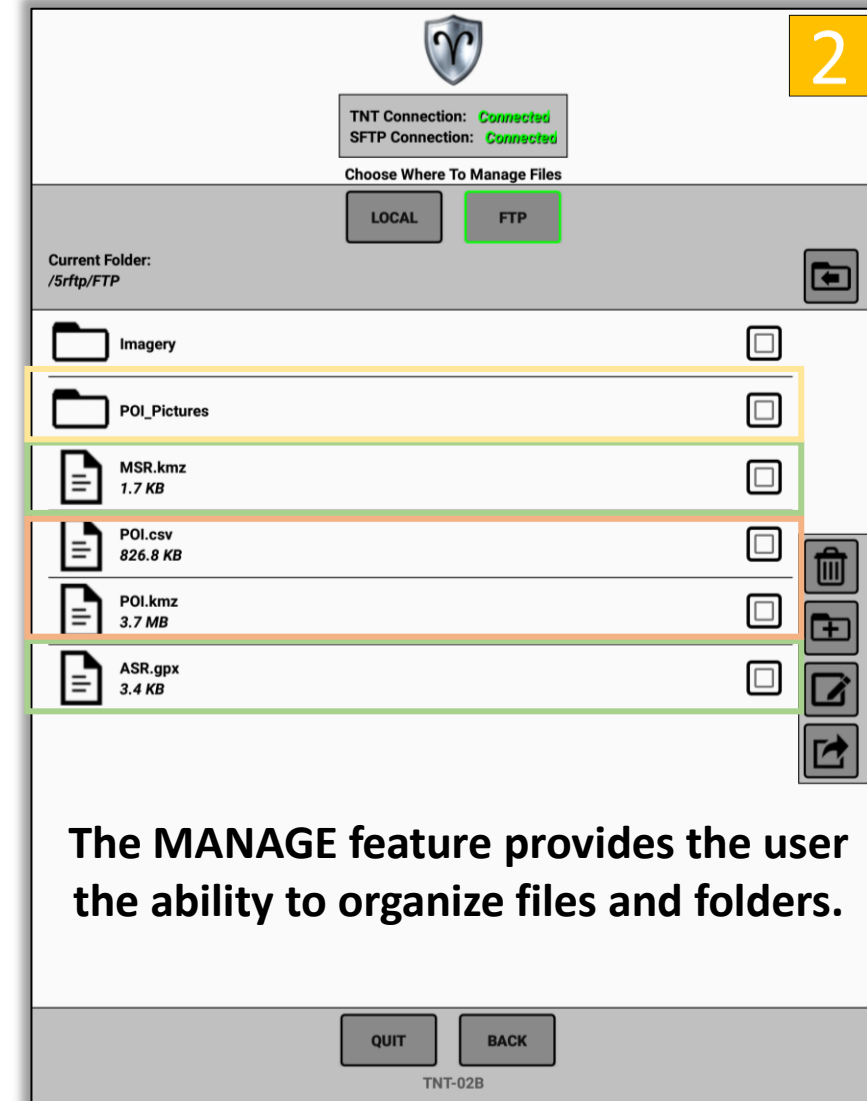 2
TNT Connection: Connected
SFTP Connection: Connected
Choose Where To Manage Files
LOCAL FTP
Current Folder:
/5rftp/FTP
Imagery
POI_Pictures
MSR.kmz
1.7 KB
POI.csv
826.8 KB
POI.kmz
3.7 MB
ASR.gpx
3.4 KB
The MANAGE feature provides the user
the ability to organize files and folders.
QUIT BACK
TNT-02B